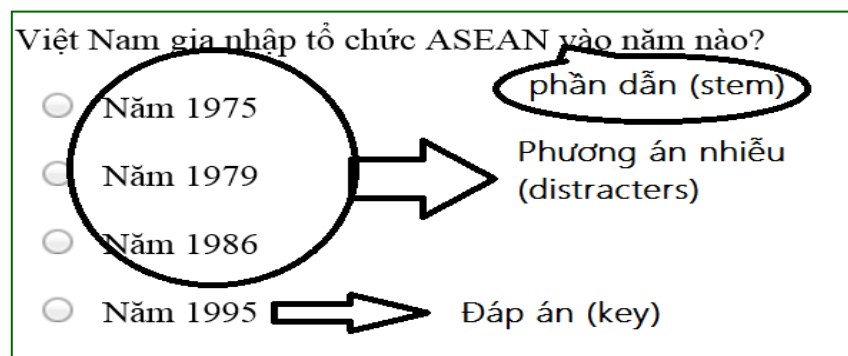 Việt Nam gia nhập tổ chức ASEAN vào năm nào?
phần dẫn (stem)
Năm 1975
Năm 1979
Phương án nhiễu
(distracters)
Năm 1986
Năm 1995
Đáp án (key)